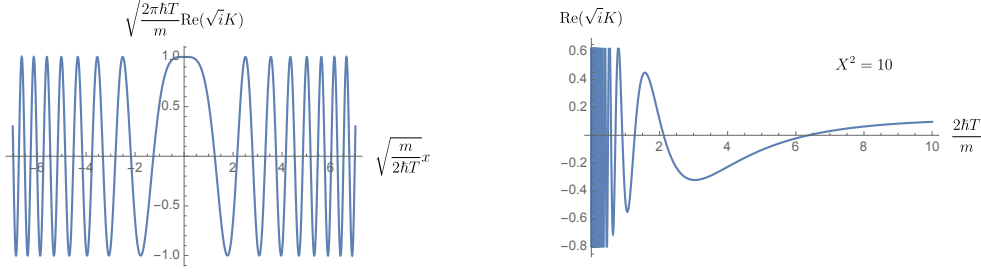 √(2πħT/m) Re(√i K)
1.0
0.5
−6 −4 −2 2 4 6
√(m/(2ħT)) x
−0.5
−1.0
Re(√i K)
0.6
X² = 10
0.4
0.2
2 4 6 8 10
2ħT/m
−0.2
−0.4
−0.6
−0.8